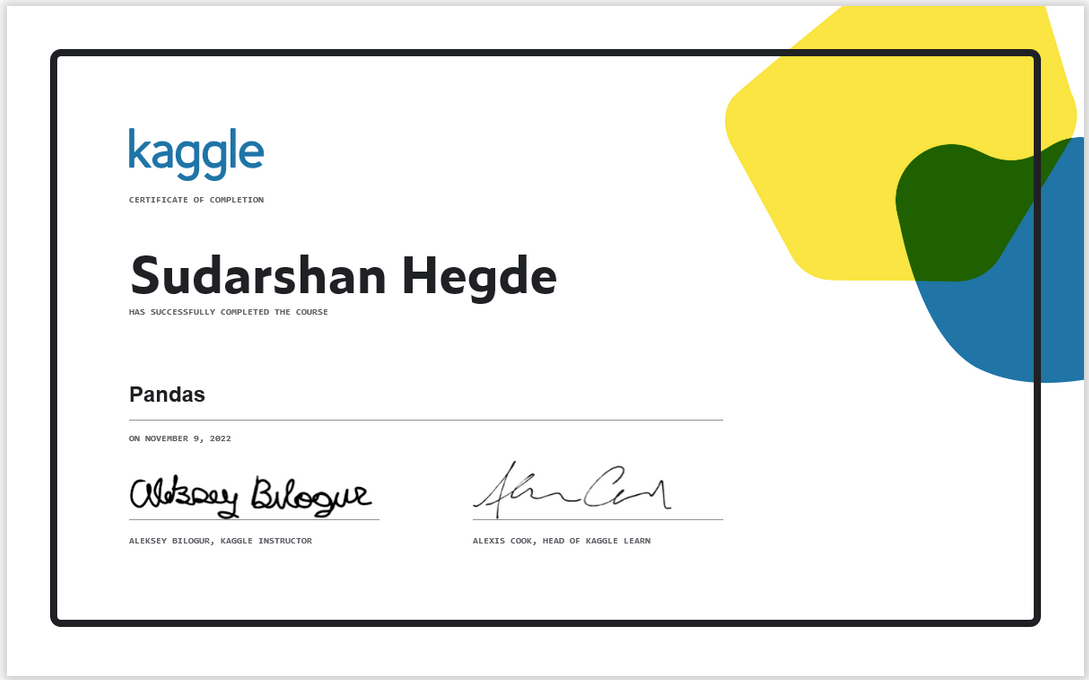 kaggle
CERTIFICATE OF COMPLETION
Sudarshan Hegde
HAS SUCCESSFULLY COMPLETED THE COURSE
Pandas
ON NOVEMBER 9, 2022
Aleksey Bilogur
ALEKSEY BILOGUR, KAGGLE INSTRUCTOR
ALEXIS COOK, HEAD OF KAGGLE LEARN